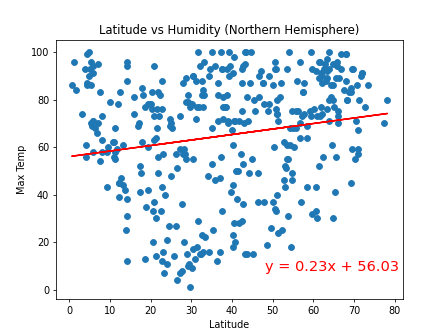 Latitude vs Humidity (Northern Hemisphere)
100
80
60
40
20
0
Max Temp
y = 0.23x + 56.03
0 10 20 30 40 50 60 70 80
Latitude